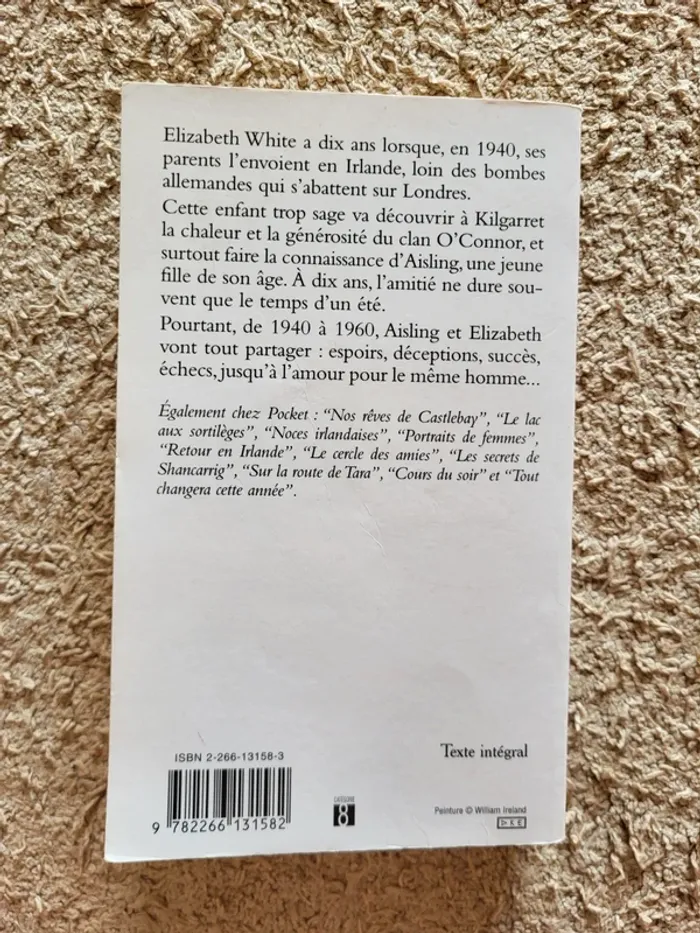 Elizabeth White a dix ans lorsque, en 1940, ses
parents l'envoient en Irlande, loin des bombes
allemandes qui s'abattent sur Londres.
Cette enfant trop sage va découvrir à Kilgarret
la chaleur et la générosité du clan O'Connor, et
surtout faire la connaissance d'Aisling, une jeune
fille de son âge. À dix ans, l'amitié ne dure sou-
vent que le temps d'un été.
Pourtant, de 1940 à 1960, Aisling et Elizabeth
vont tout partager : espoirs, déceptions, succès,
échecs, jusqu'à l'amour pour le même homme...
Également chez Pocket : “Nos rêves de Castlebay”, “Le lac
aux sortilèges”, “Noces irlandaises”, “Portraits de femmes”,
“Retour en Irlande”, “Le cercle des amies”, “Les secrets de
Shancarrig”, “Sur la route de Tara”, “Cours du soir” et “Tout
changera cette année”.
ISBN 2-266-13158-3
9 782266 131582
CATÉGORIE
8
Texte intégral
Peinture © William Ireland